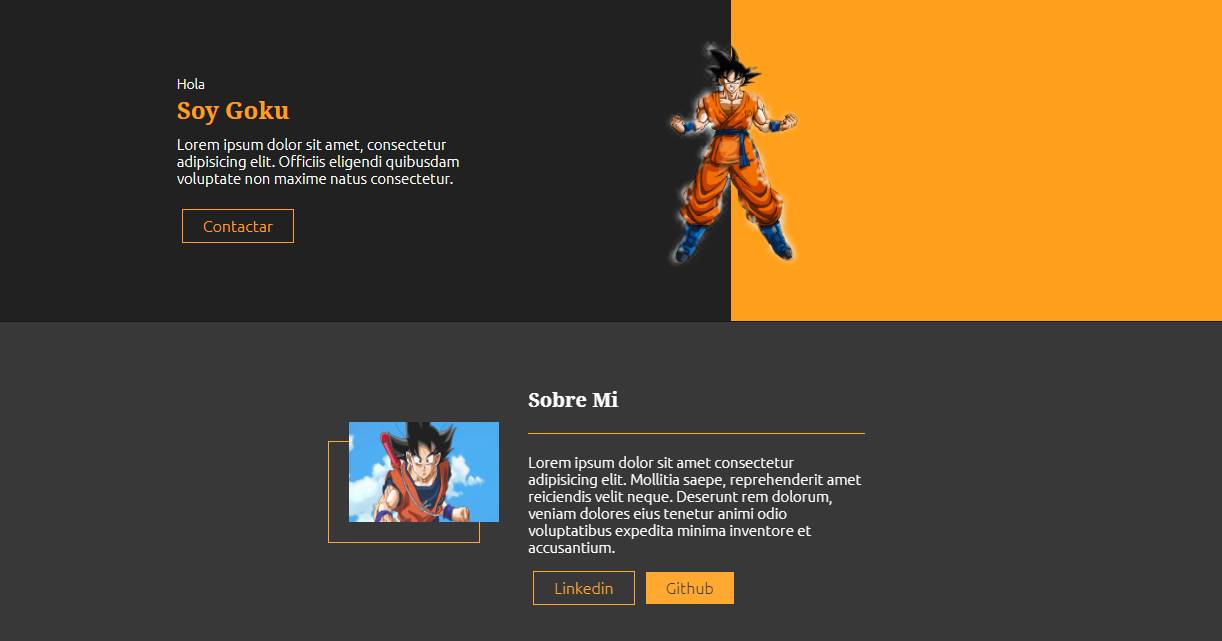 Hola
Soy Goku
Lorem ipsum dolor sit amet, consectetur
adipisicing elit. Officiis eligendi quibusdam
voluptate non maxime natus consectetur.
Contactar
Sobre Mi
Lorem ipsum dolor sit amet consectetur
adipisicing elit. Mollitia saepe, reprehenderit amet
reiciendis velit neque. Deserunt rem dolorum,
veniam dolores eius tenetur animi odio
voluptatibus expedita minima inventore et
accusantium.
Linkedin
Github